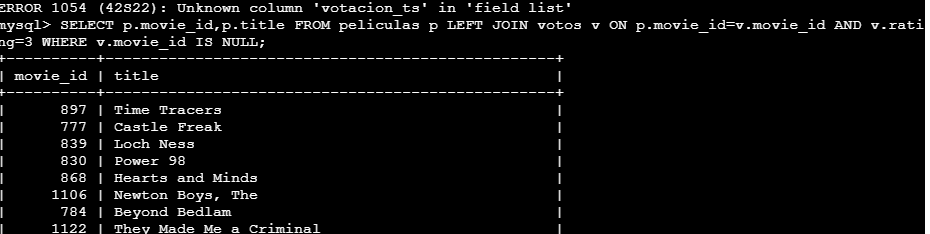 ERROR 1054 (42S22): Unknown column 'votacion_ts' in 'field list'
mysql> SELECT p.movie_id,p.title FROM peliculas p LEFT JOIN votos v ON p.movie_id=v.movie_id AND v.rati
ng=3 WHERE v.movie_id IS NULL;
+----------+------------------------------------------------------+
| movie_id | title |
+----------+------------------------------------------------------+
| 897 | Time Tracers |
| 777 | Castle Freak |
| 839 | Loch Ness |
| 830 | Power 98 |
| 868 | Hearts and Minds |
| 1106 | Newton Boys, The |
| 784 | Beyond Bedlam |
| 1122 | They Made Me a Criminal |